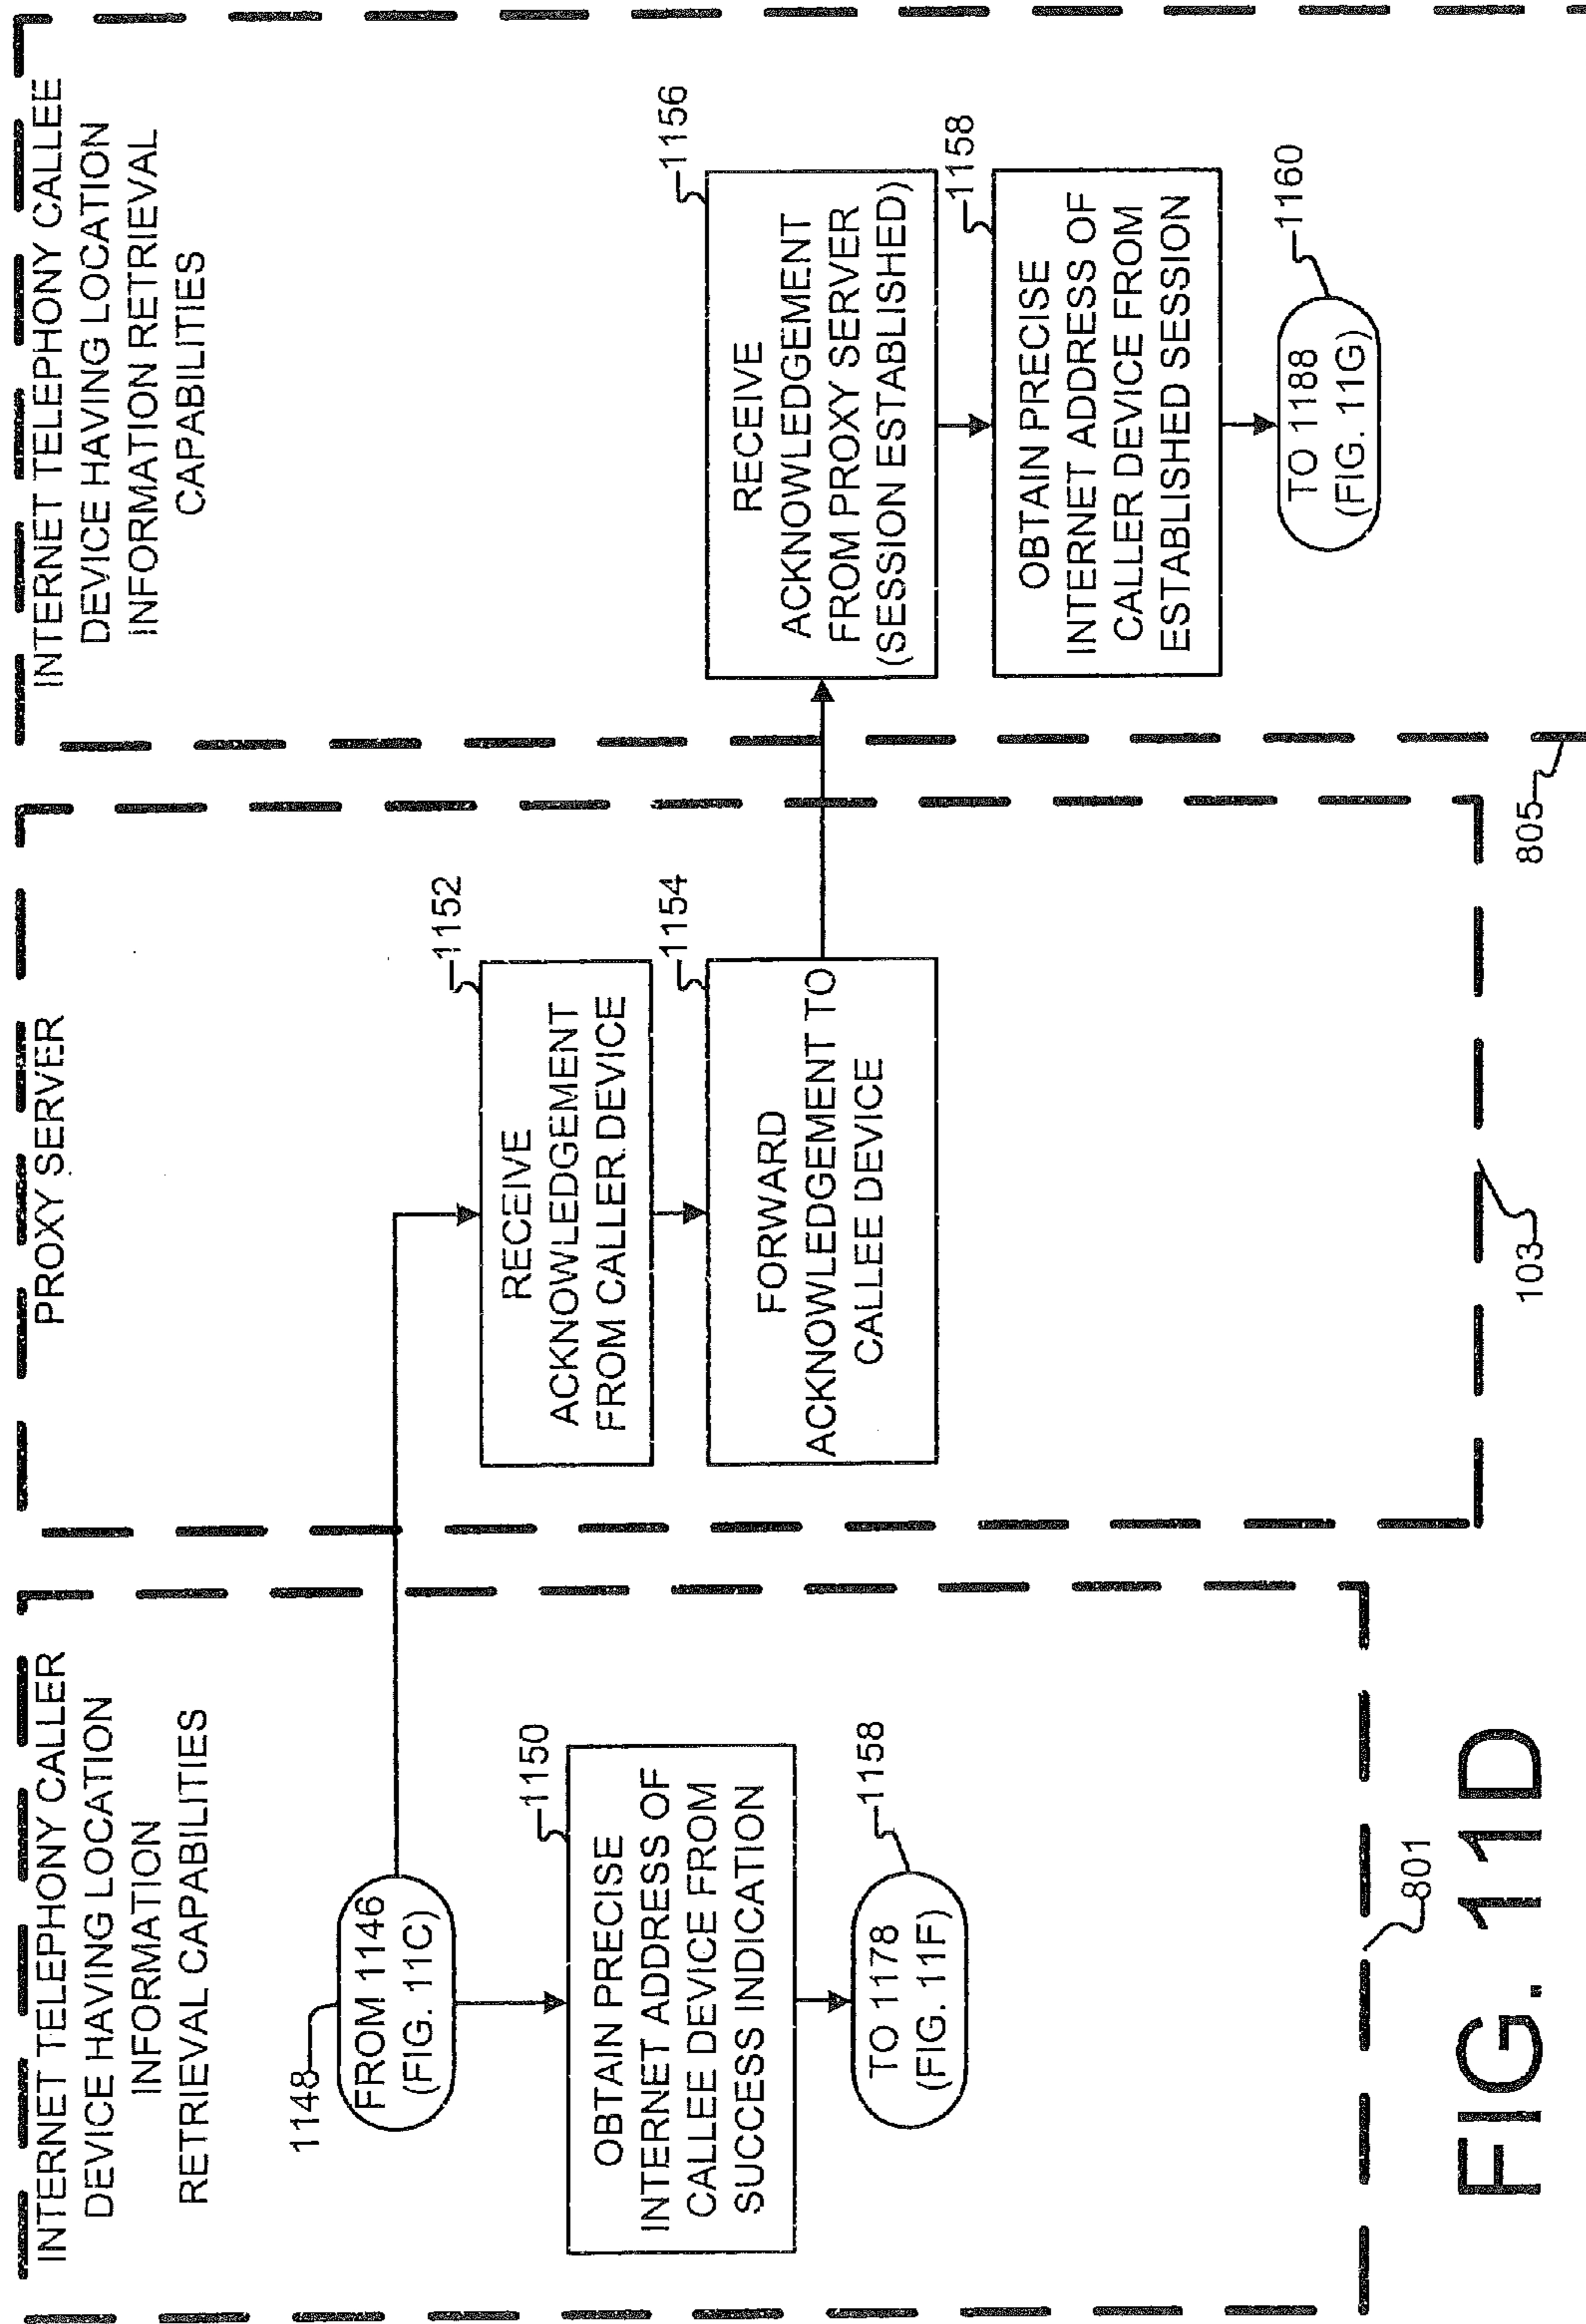 INTERNET TELEPHONY CALLER
DEVICE HAVING LOCATION
INFORMATION
RETRIEVAL CAPABILITIES
1148
FROM 1146
(FIG. 11C)
1150
OBTAIN PRECISE
INTERNET ADDRESS OF
CALLEE DEVICE FROM
SUCCESS INDICATION
1158
TO 1178
(FIG. 11F)
801
PROXY SERVER
1152
RECEIVE
ACKNOWLEDGEMENT
FROM CALLER DEVICE
1154
FORWARD
ACKNOWLEDGEMENT TO
CALLEE DEVICE
103
INTERNET TELEPHONY CALLEE
DEVICE HAVING LOCATION
INFORMATION RETRIEVAL
CAPABILITIES
1156
RECEIVE
ACKNOWLEDGEMENT
FROM PROXY SERVER
(SESSION ESTABLISHED)
1158
OBTAIN PRECISE
INTERNET ADDRESS OF
CALLER DEVICE FROM
ESTABLISHED SESSION
1160
TO 1188
(FIG. 11G)
805
FIG. 11D